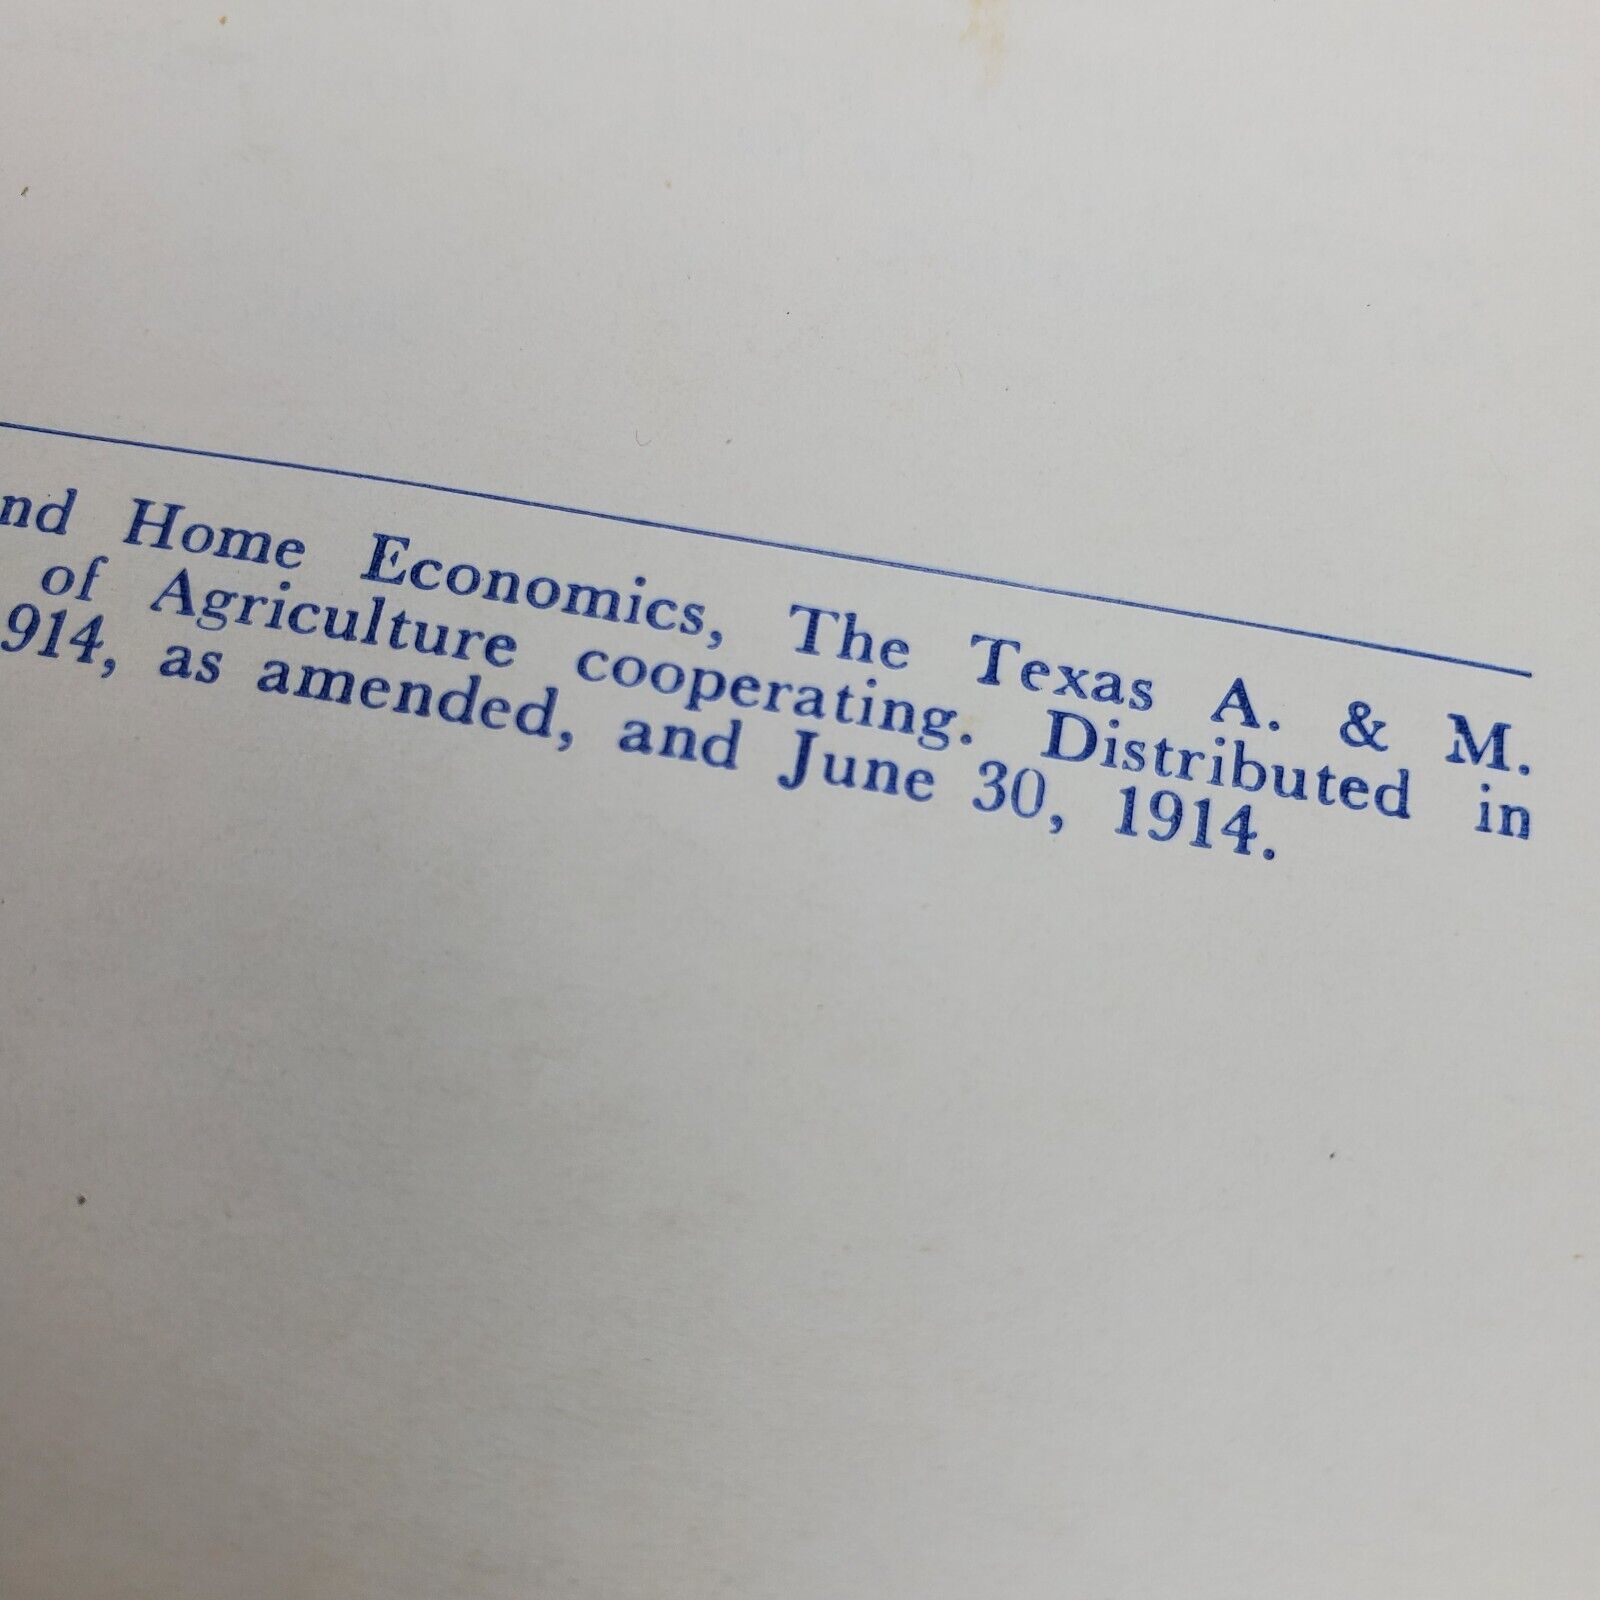 nd Home Economics, The Texas A. & M.
of Agriculture cooperating. Distributed in
914, as amended, and June 30, 1914.